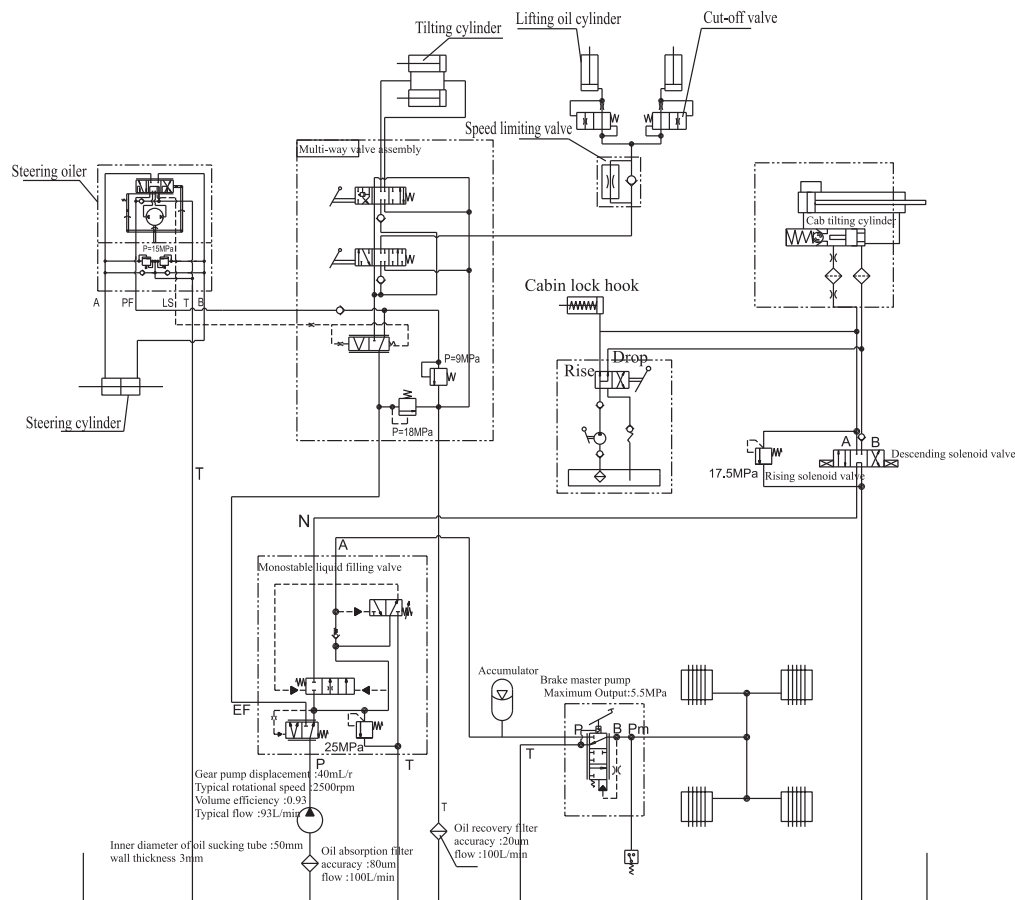 Lifting oil cylinder
Cut-off valve
Tilting cylinder
Speed limiting valve
Multi-way valve assembly
Steering oiler
P=15MPa
A
PF
LS
T
B
Cab tilting cylinder
Cabin lock hook
P=9MPa
Rise
Drop
P=18MPa
Steering cylinder
A
B
Descending solenoid valve
17.5MPa
Rising solenoid valve
T
N
A
Monostable liquid filling valve
Accumulator
Brake master pump
Maximum Output:5.5MPa
EF
P
B
Pm
25MPa
T
P
T
Gear pump displacement :40mL/r
Typical rotational speed :2500rpm
Volume efficiency :0.93
Typical flow :93L/min
T
Inner diameter of oil sucking tube :50mm
wall thickness 3mm
Oil absorption filter
accuracy :80um
flow :100L/min
Oil recovery filter
accuracy :20um
flow :100L/min